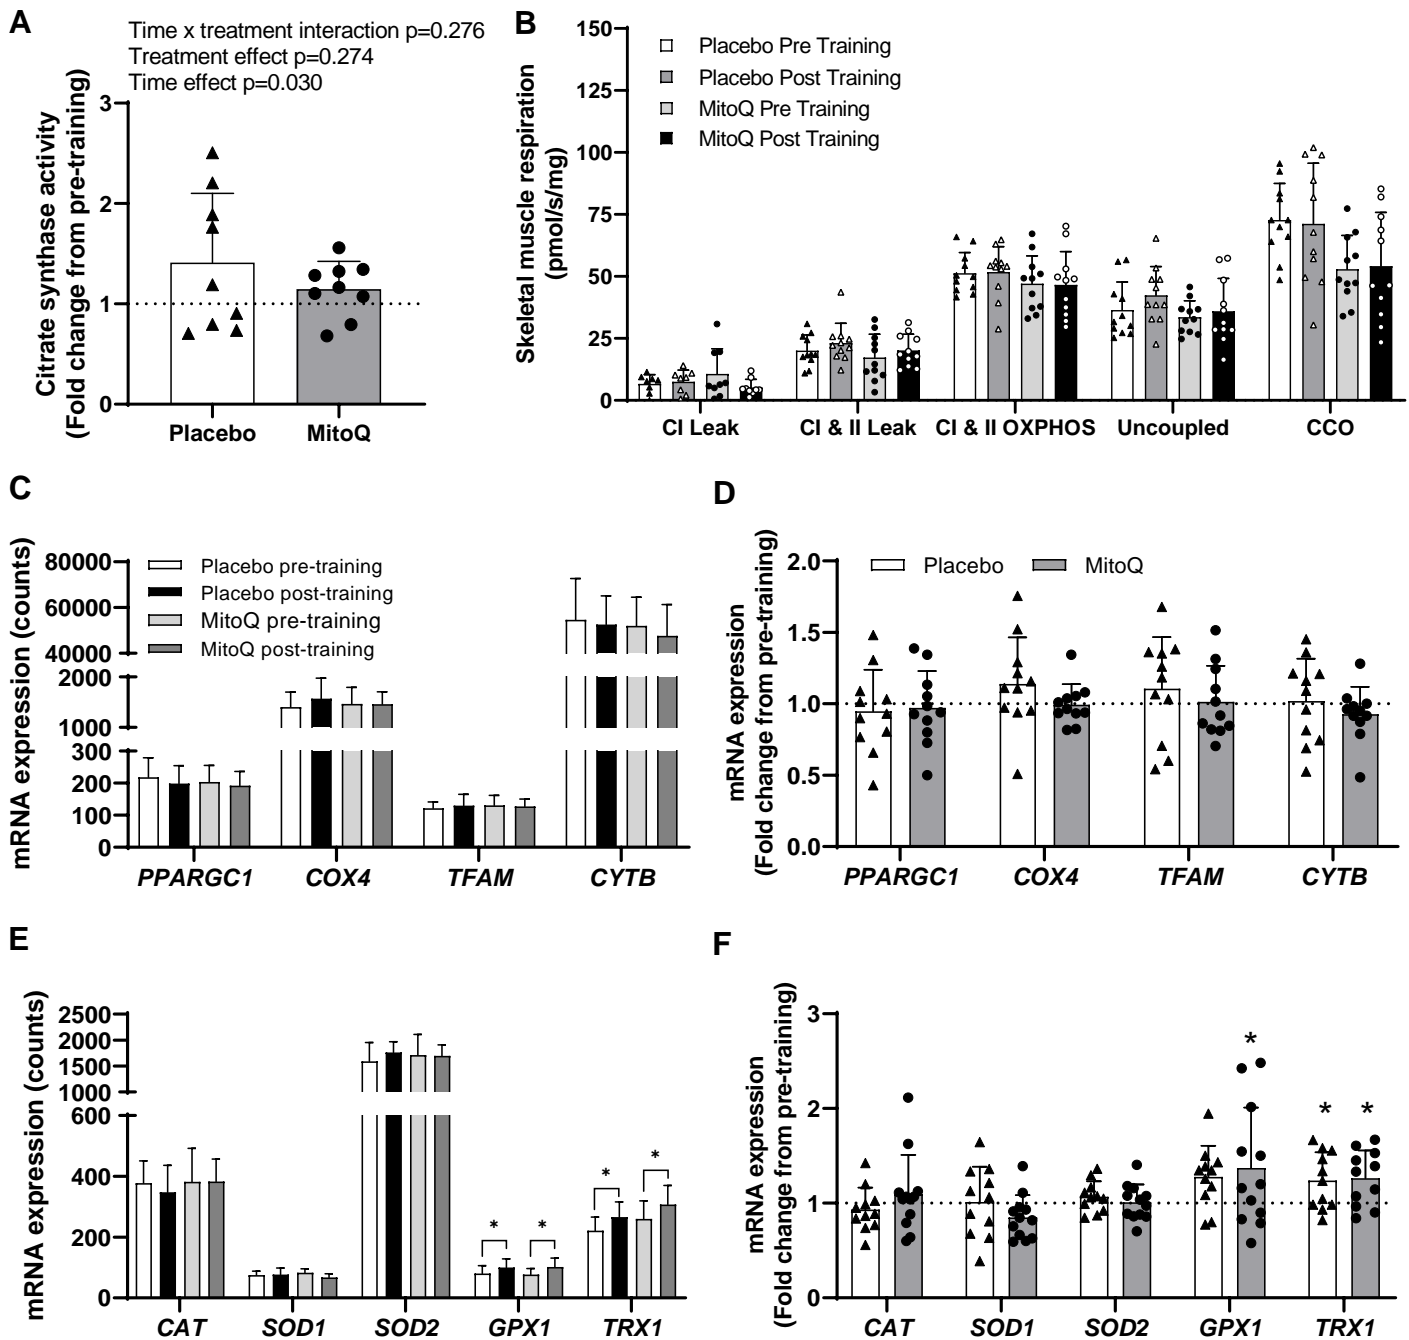 A
Time x treatment interaction p=0.276
Treatment effect p=0.274
Time effect p=0.030
Citrate synthase activity
(Fold change from pre-training)
3
2
1
0
Placebo
MitoQ
B
Skeletal muscle respiration
(pmol/s/mg)
150
125
100
75
50
25
0
Placebo Pre Training
Placebo Post Training
MitoQ Pre Training
MitoQ Post Training
CI Leak
CI & II Leak
CI & II OXPHOS
Uncoupled
CCO
C
mRNA expression (counts)
80000
60000
40000
2000
1000
300
200
100
0
Placebo pre-training
Placebo post-training
MitoQ pre-training
MitoQ post-training
PPARGC1
COX4
TFAM
CYTB
D
mRNA expression
(Fold change from pre-training)
2.0
1.5
1.0
0.5
0.0
Placebo
MitoQ
PPARGC1
COX4
TFAM
CYTB
E
mRNA expression (counts)
2500
2000
1500
1000
600
400
200
0
*
*
*
*
CAT
SOD1
SOD2
GPX1
TRX1
F
mRNA expression
(Fold change from pre-training)
3
2
1
0
*
*
*
CAT
SOD1
SOD2
GPX1
TRX1